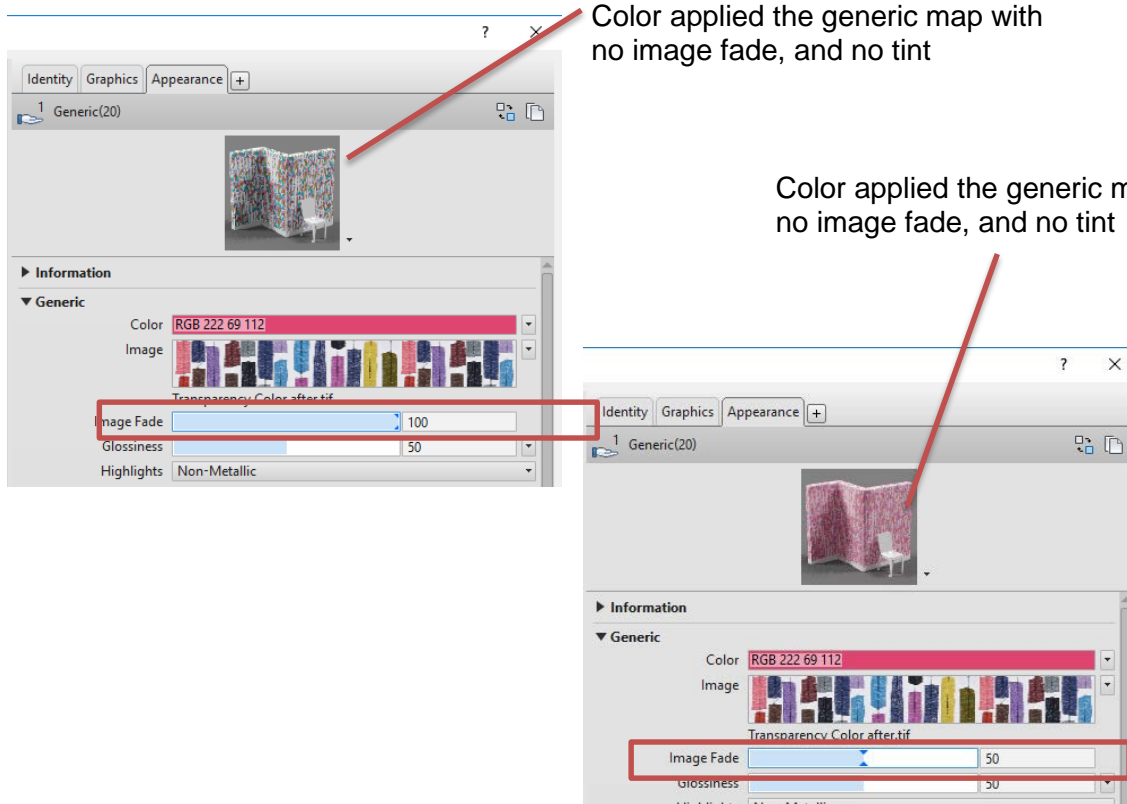 Color applied the generic map with
no image fade, and no tint
? ×
Identity Graphics Appearance +
1 Generic(20)
Information
Generic
Color RGB 222 69 112
Image
Transparency Color after.tif
Image Fade 100
Glossiness 50
Highlights Non-Metallic
Color applied the generic
no image fade, and no tint
? ×
Identity Graphics Appearance +
1 Generic(20)
Information
Generic
Color RGB 222 69 112
Image
Transparency Color after.tif
Image Fade 50
Glossiness 50